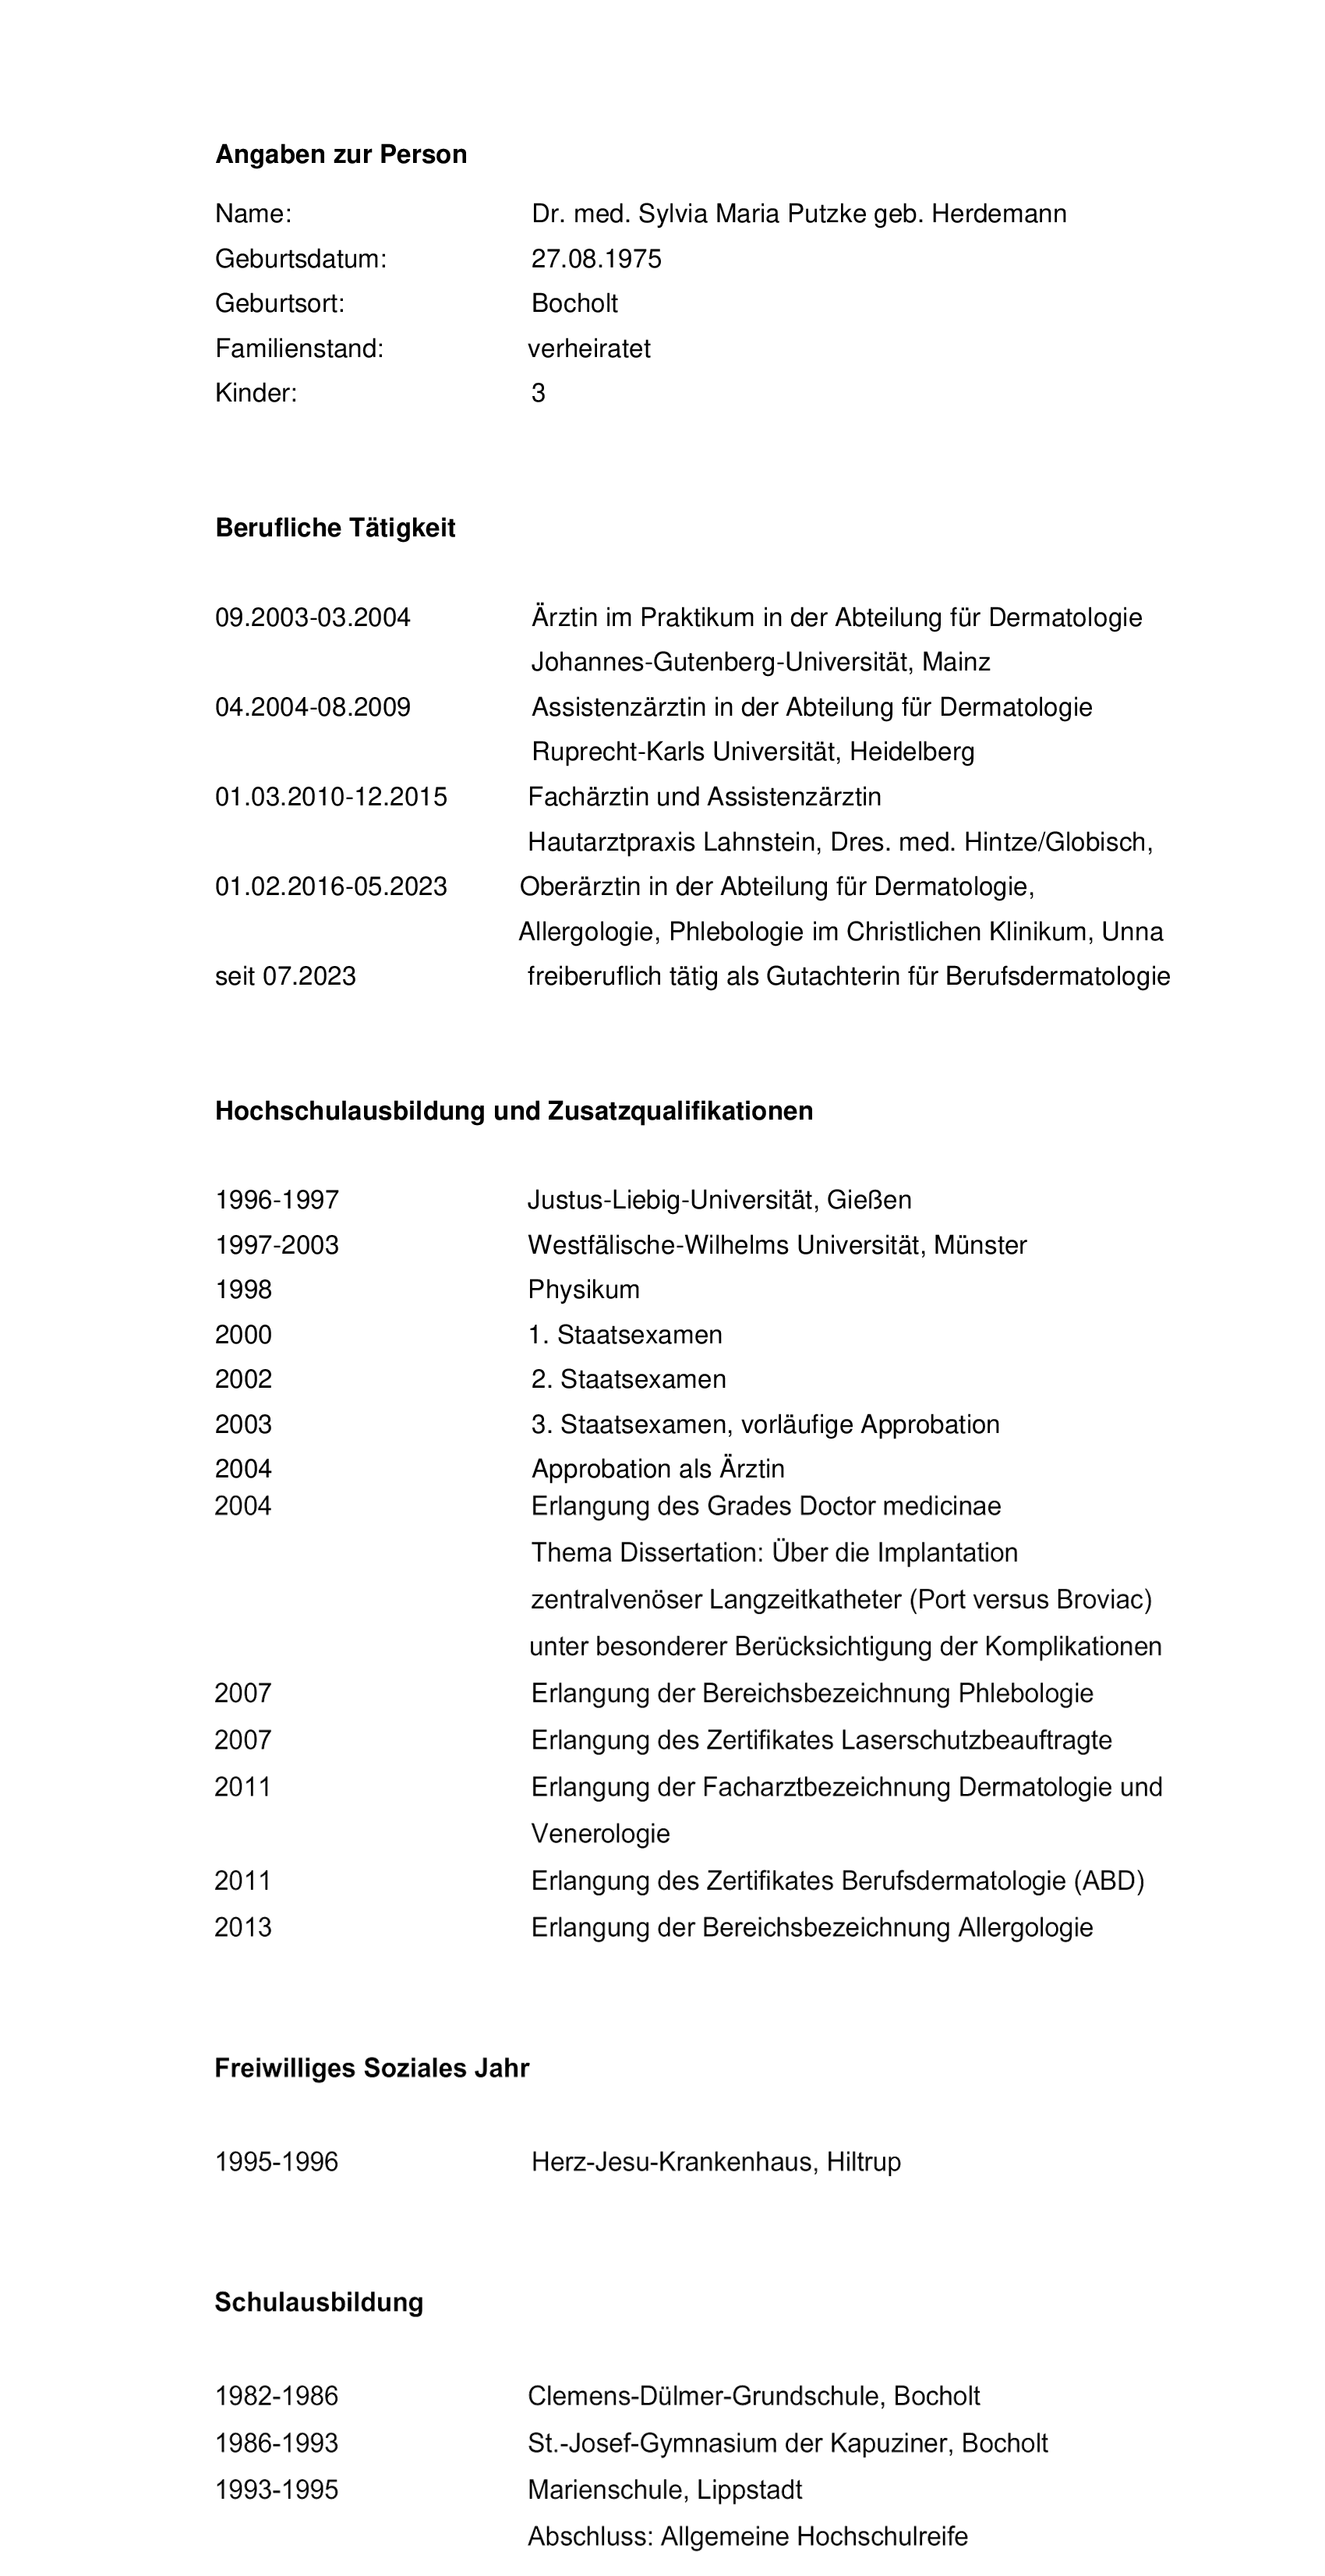 Angaben zur Person
Name: Dr. med. Sylvia Maria Putzke geb. Herdemann
Geburtsdatum: 27.08.1975
Geburtsort: Bocholt
Familienstand: verheiratet
Kinder: 3
Berufliche Tätigkeit
09.2003-03.2004 Ärztin im Praktikum in der Abteilung für Dermatologie
Johannes-Gutenberg-Universität, Mainz
04.2004-08.2009 Assistenzärztin in der Abteilung für Dermatologie
Ruprecht-Karls Universität, Heidelberg
01.03.2010-12.2015 Fachärztin und Assistenzärztin
Hautarztpraxis Lahnstein, Dres. med. Hintze/Globisch,
01.02.2016-05.2023 Oberärztin in der Abteilung für Dermatologie,
Allergologie, Phlebologie im Christlichen Klinikum, Unna
seit 07.2023 freiberuflich tätig als Gutachterin für Berufsdermatologie
Hochschulausbildung und Zusatzqualifikationen
1996-1997 Justus-Liebig-Universität, Gießen
1997-2003 Westfälische-Wilhelms Universität, Münster
1998 Physikum
2000 1. Staatsexamen
2002 2. Staatsexamen
2003 3. Staatsexamen, vorläufige Approbation
2004 Approbation als Ärztin
2004 Erlangung des Grades Doctor medicinae
Thema Dissertation: Über die Implantation
zentralvenöser Langzeitkatheter (Port versus Broviac)
unter besonderer Berücksichtigung der Komplikationen
2007 Erlangung der Bereichsbezeichnung Phlebologie
2007 Erlangung des Zertifikates Laserschutzbeauftragte
2011 Erlangung der Facharztbezeichnung Dermatologie und
Venerologie
2011 Erlangung des Zertifikates Berufsdermatologie (ABD)
2013 Erlangung der Bereichsbezeichnung Allergologie
Freiwilliges Soziales Jahr
1995-1996 Herz-Jesu-Krankenhaus, Hiltrup
Schulausbildung
1982-1986 Clemens-Dülmer-Grundschule, Bocholt
1986-1993 St.-Josef-Gymnasium der Kapuziner, Bocholt
1993-1995 Marienschule, Lippstadt
Abschluss: Allgemeine Hochschulreife